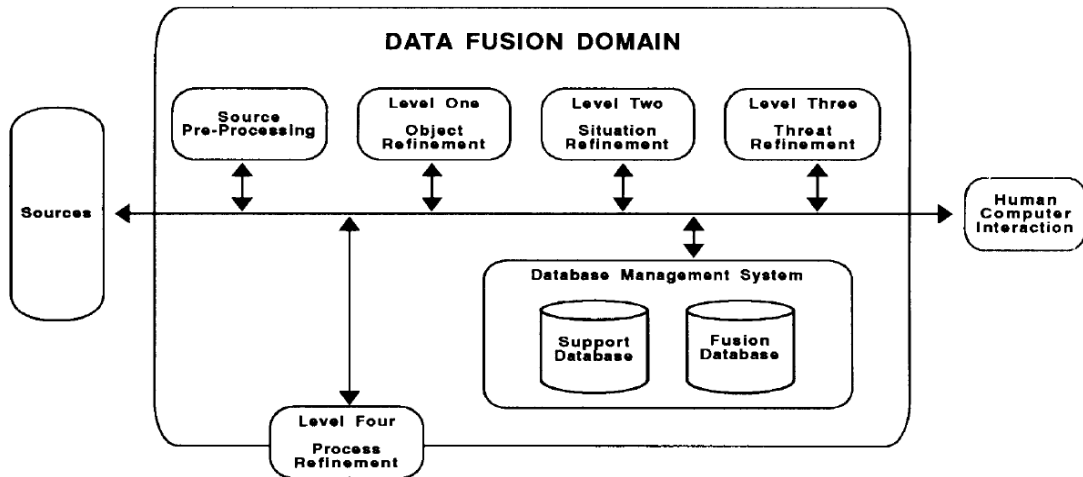 DATA FUSION DOMAIN
Source
Pre-Processing
Level One
Object
Refinement
Level Two
Situation
Refinement
Level Three
Threat
Refinement
Sources
Human
Computer
Interaction
Database Management System
Support
Database
Fusion
Database
Level Four
Process
Refinement